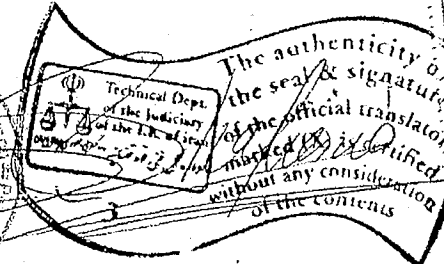 Technical Dept.
of the Judiciary
of the I.R. of Iran
The authenticity of
the seal & signature
of the official translator
marked is certified
without any consideration
of the contents
3